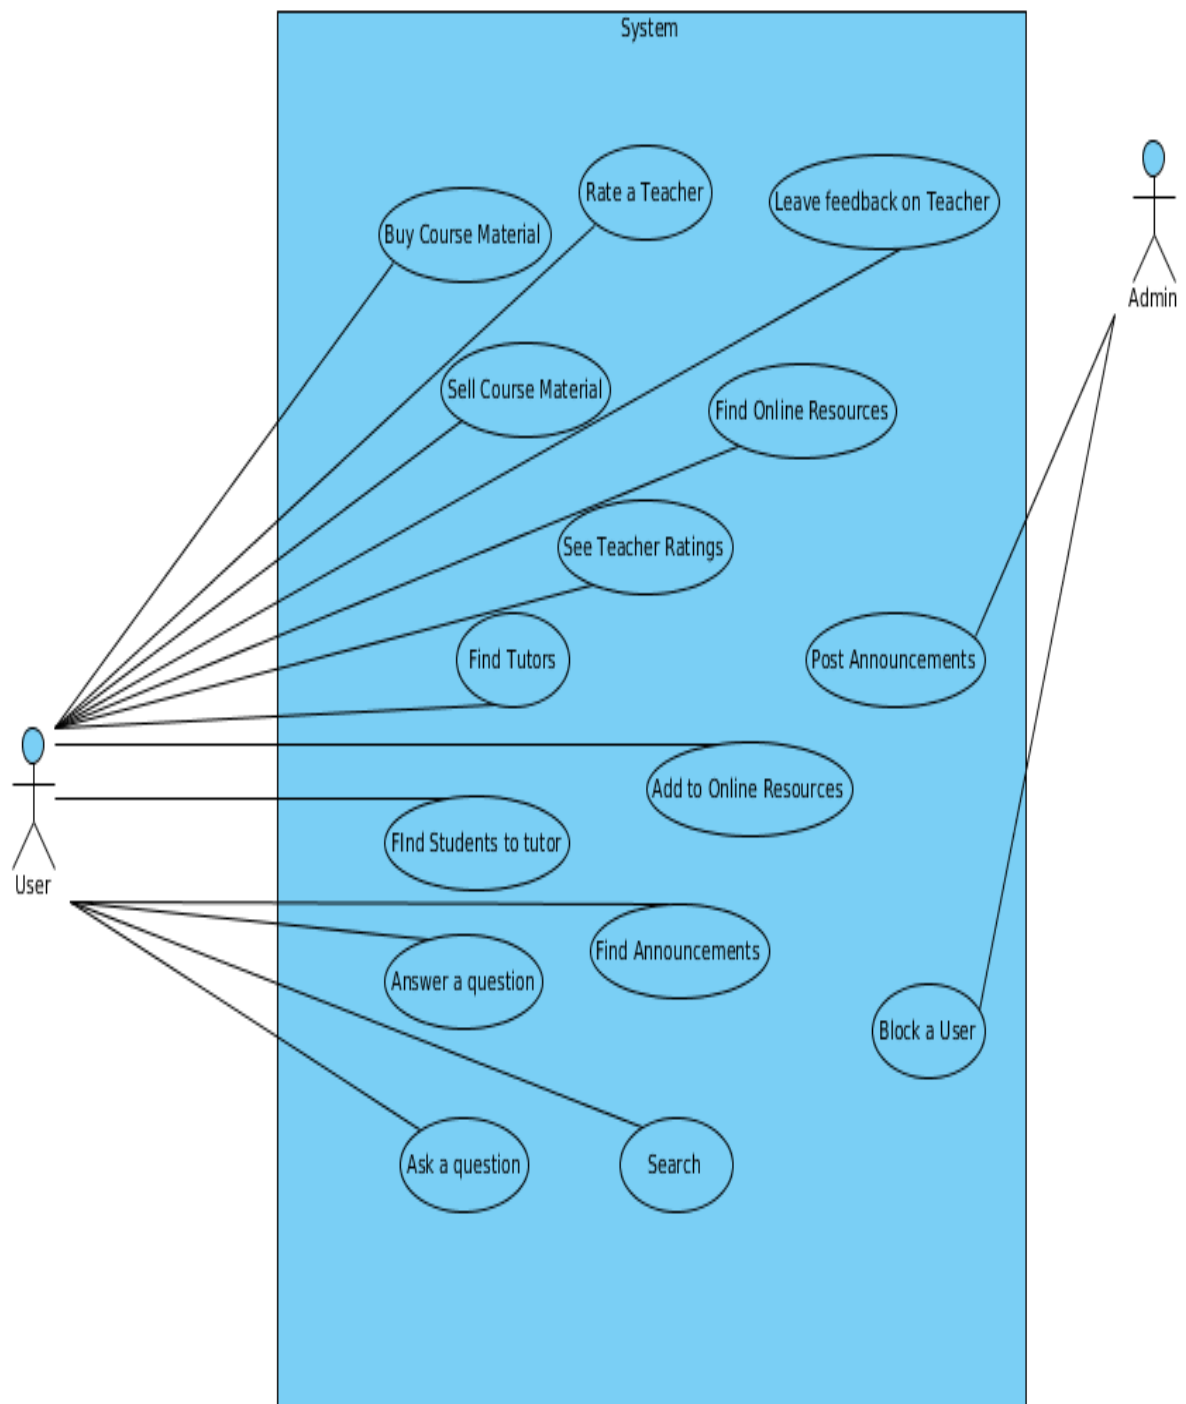 System
Rate a Teacher
Leave feedback on Teacher
Buy Course Material
Admin
Sell Course Material
Find Online Resources
See Teacher Ratings
Find Tutors
Post Announcements
Add to Online Resources
FInd Students to tutor
User
Find Announcements
Answer a question
Block a User
Ask a question
Search